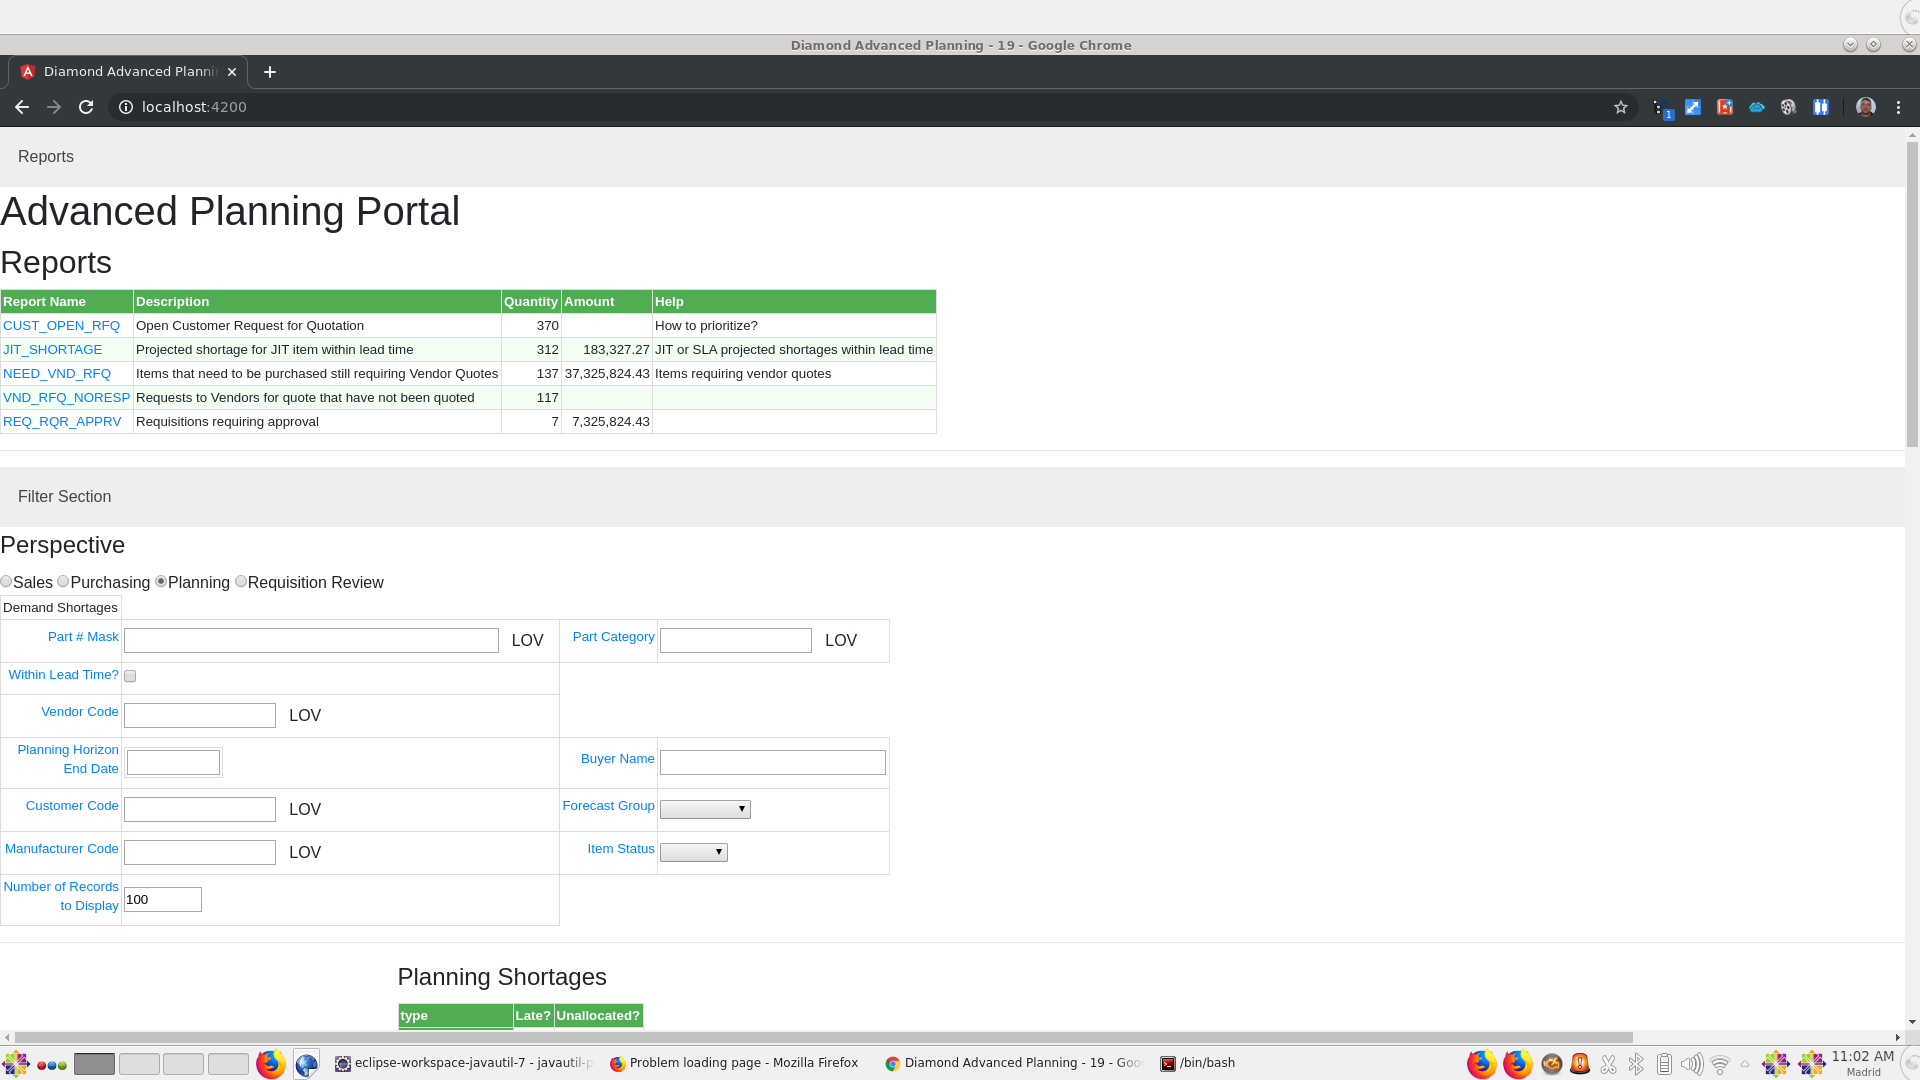 Diamond Advanced Planning - 19 - Google Chrome
Diamond Advanced Planni
localhost:4200
1
Reports
Advanced Planning Portal
Reports
Report Name Description Quantity Amount Help
CUST_OPEN_RFQ Open Customer Request for Quotation 370 How to prioritize?
JIT_SHORTAGE Projected shortage for JIT item within lead time 312 183,327.27 JIT or SLA projected shortages within lead time
NEED_VND_RFQ Items that need to be purchased still requiring Vendor Quotes 137 37,325,824.43 Items requiring vendor quotes
VND_RFQ_NORESP Requests to Vendors for quote that have not been quoted 117
REQ_RQR_APPRV Requisitions requiring approval 7 7,325,824.43
Filter Section
Perspective
Sales Purchasing Planning Requisition Review
Demand Shortages
Part # Mask LOV Part Category LOV
Within Lead Time?
Vendor Code LOV
Planning Horizon
End Date
Buyer Name
Customer Code LOV Forecast Group
Manufacturer Code LOV Item Status
Number of Records
to Display
100
Planning Shortages
type Late? Unallocated?
eclipse-workspace-javautil-7 - javautil-p
Problem loading page - Mozilla Firefox
Diamond Advanced Planning - 19 - Goo
/bin/bash
11:02 AM
Madrid